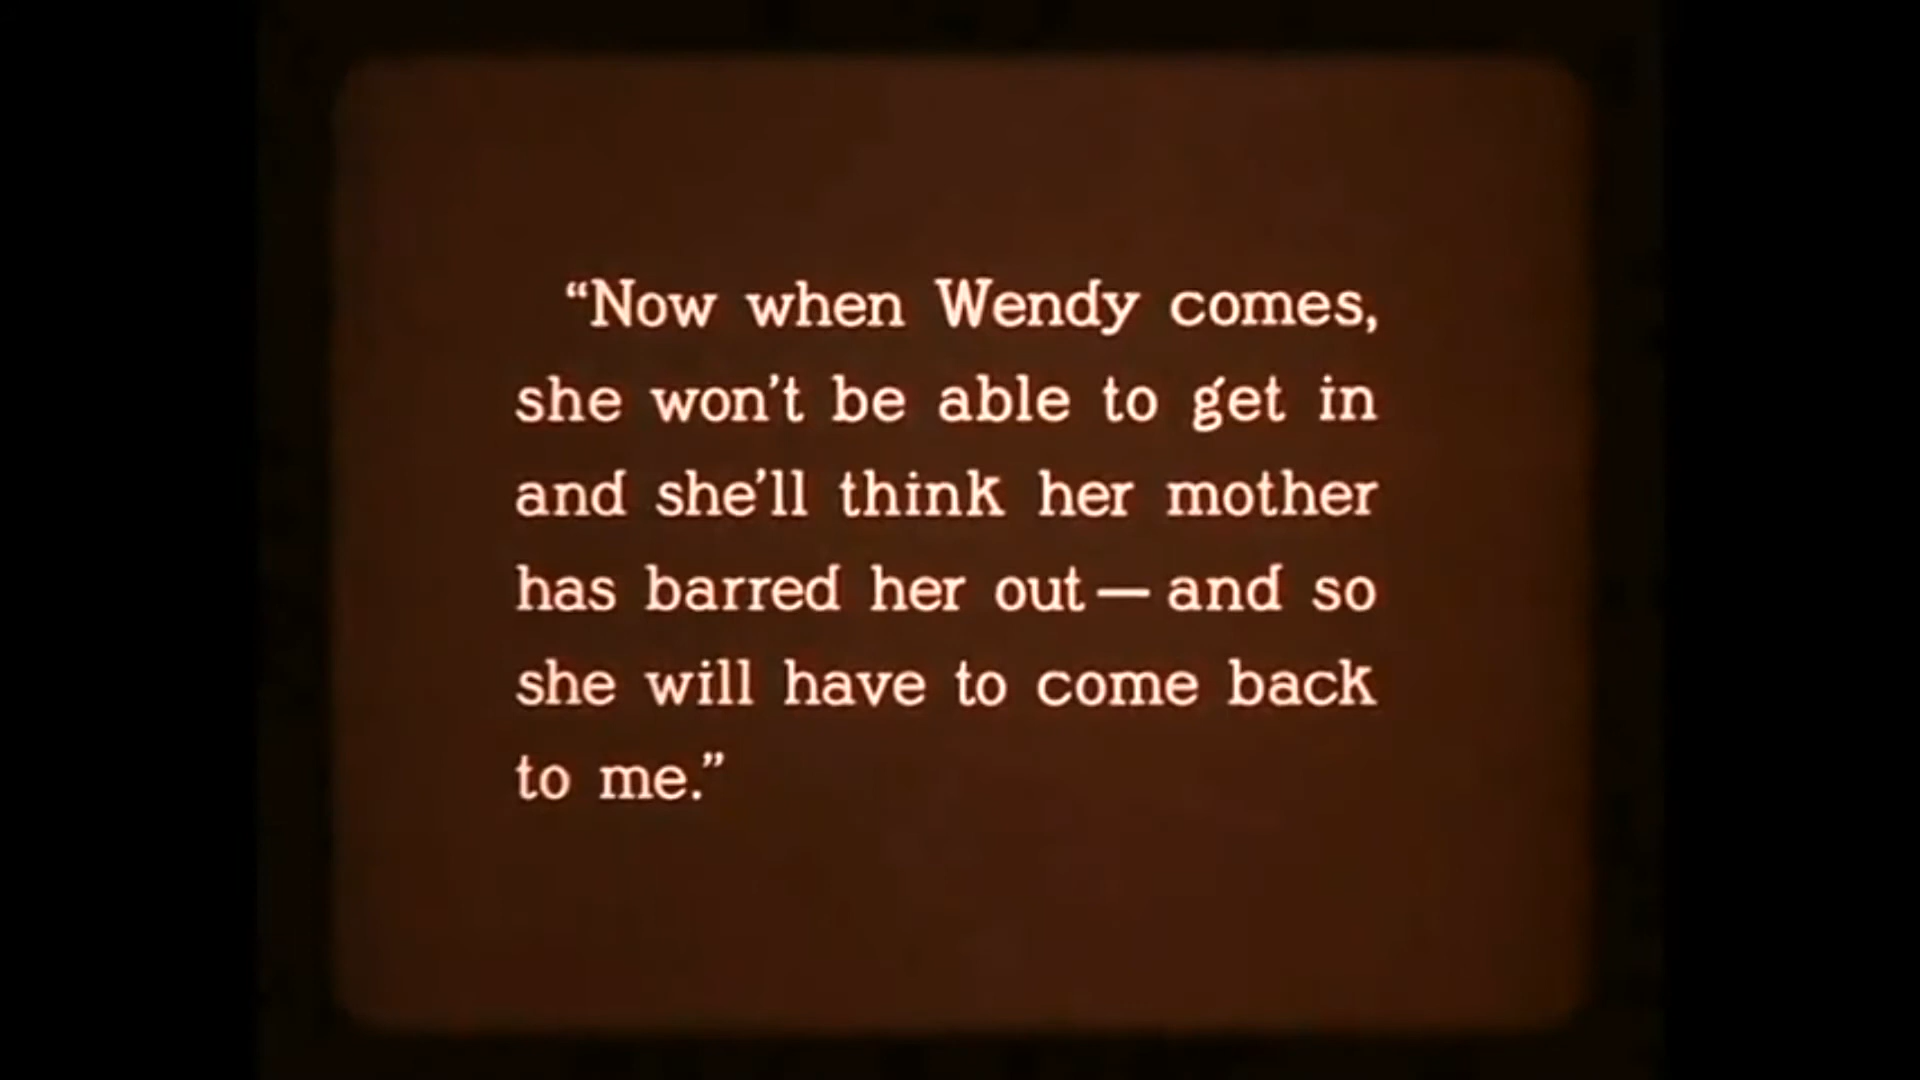 “Now when Wendy comes,
she won’t be able to get in
and she’ll think her mother
has barred her out — and so
she will have to come back
to me.”